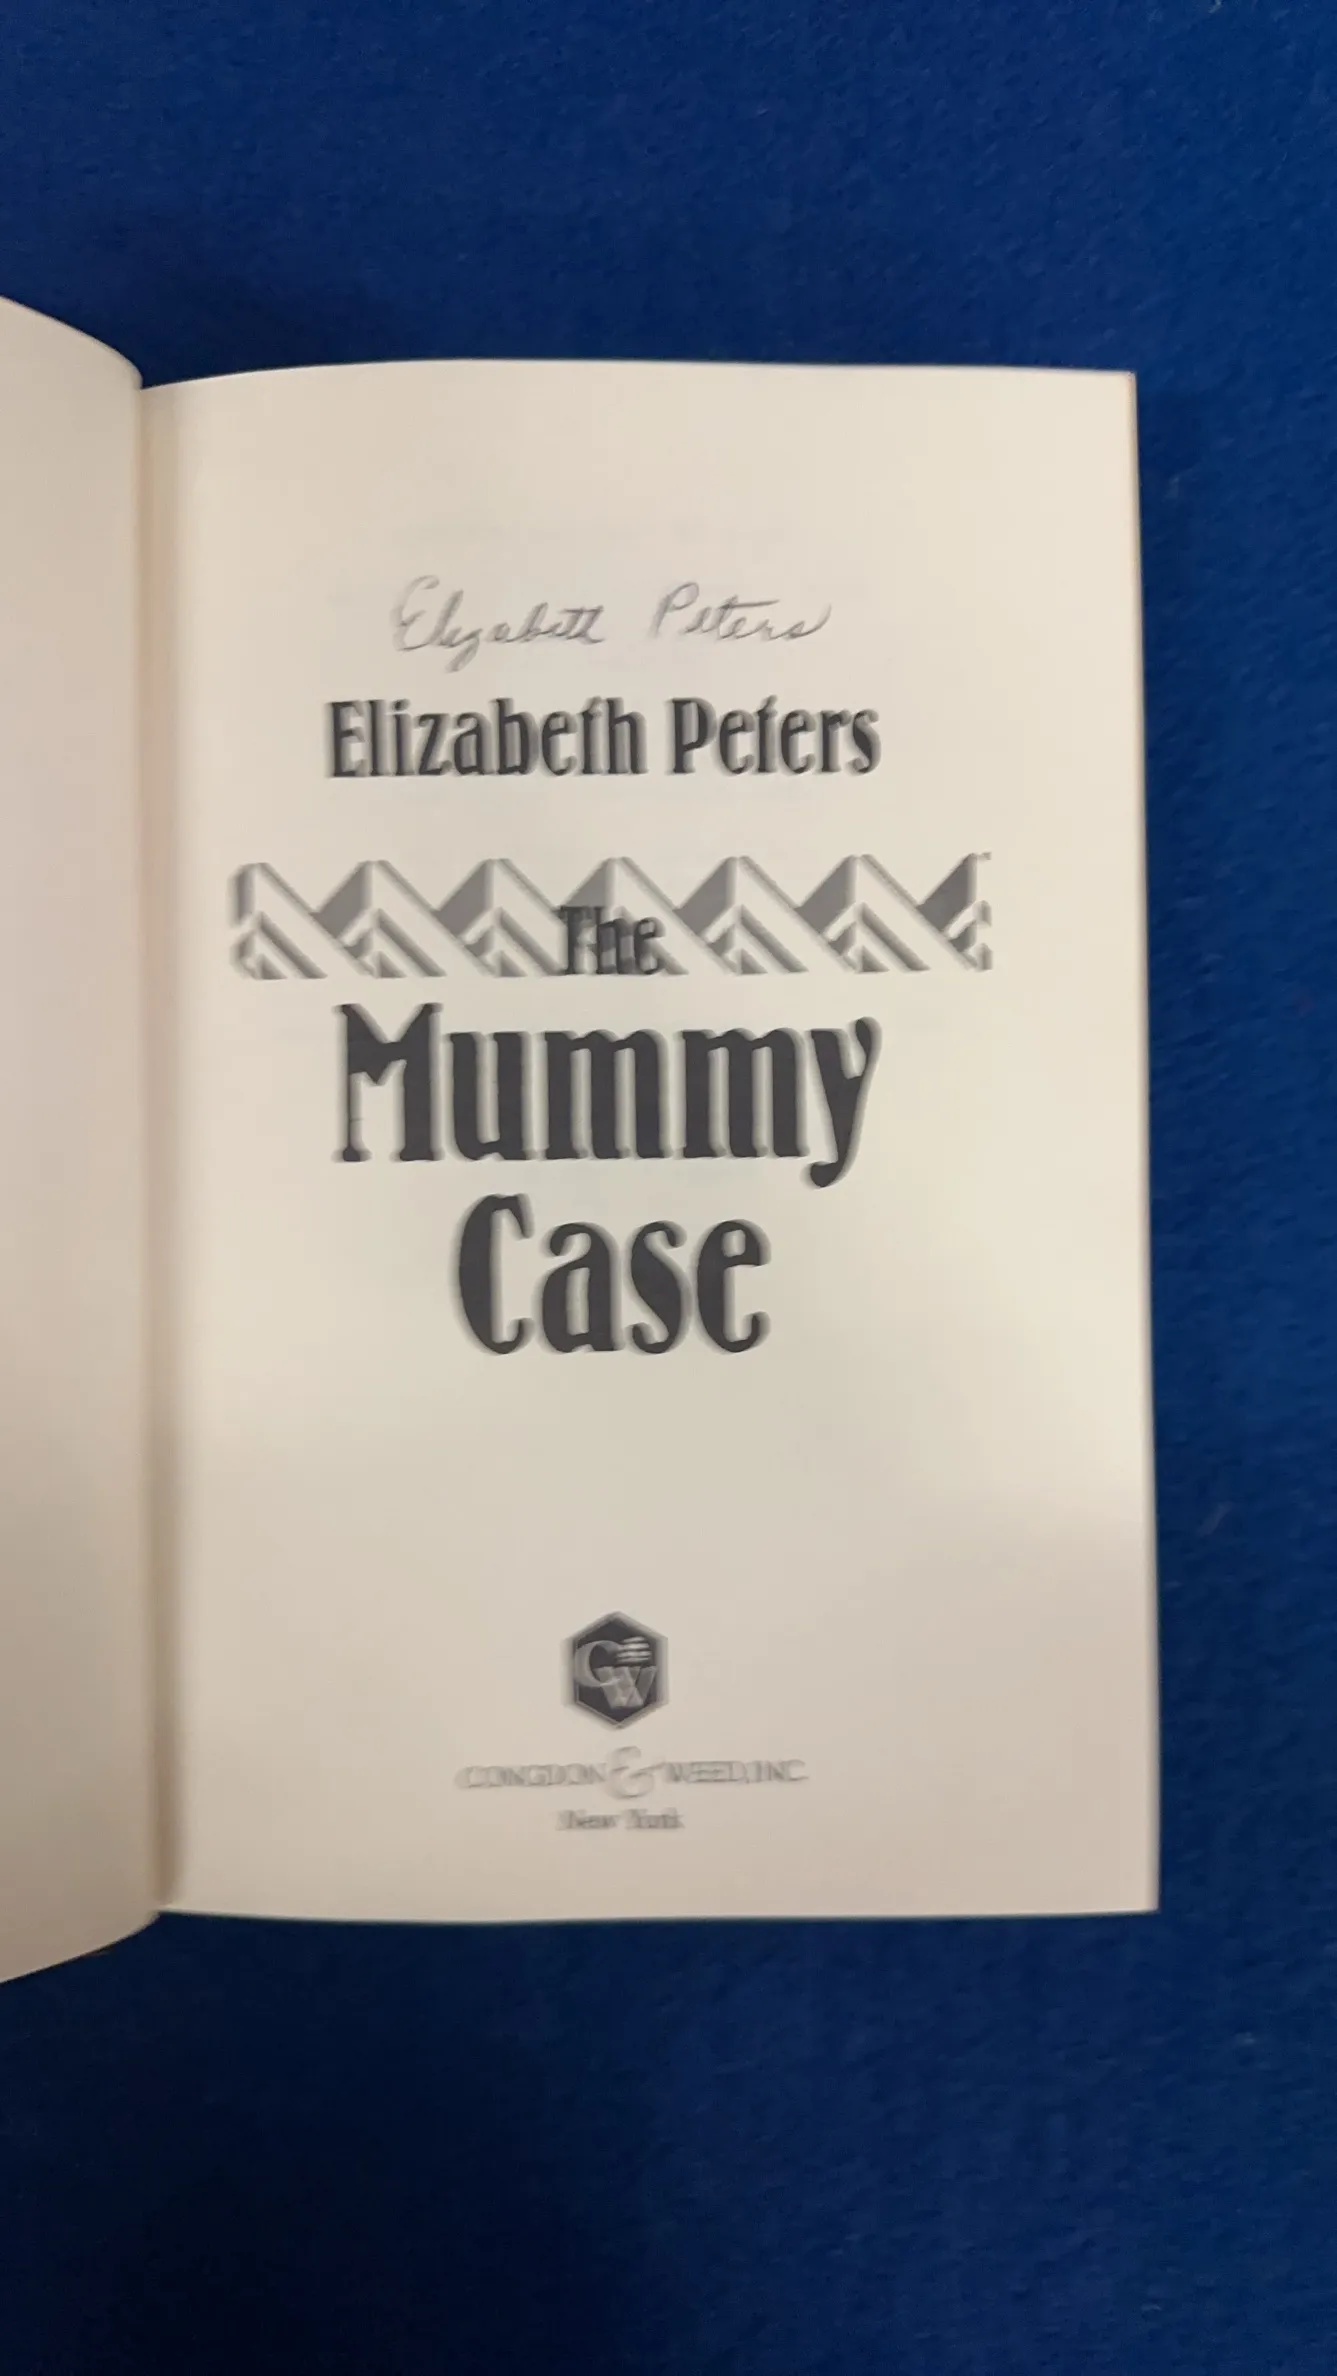 Elizabeth Peters
Elizabeth Peters
The
Mummy
Case
CW
CONGDON & WEED, INC.
New York